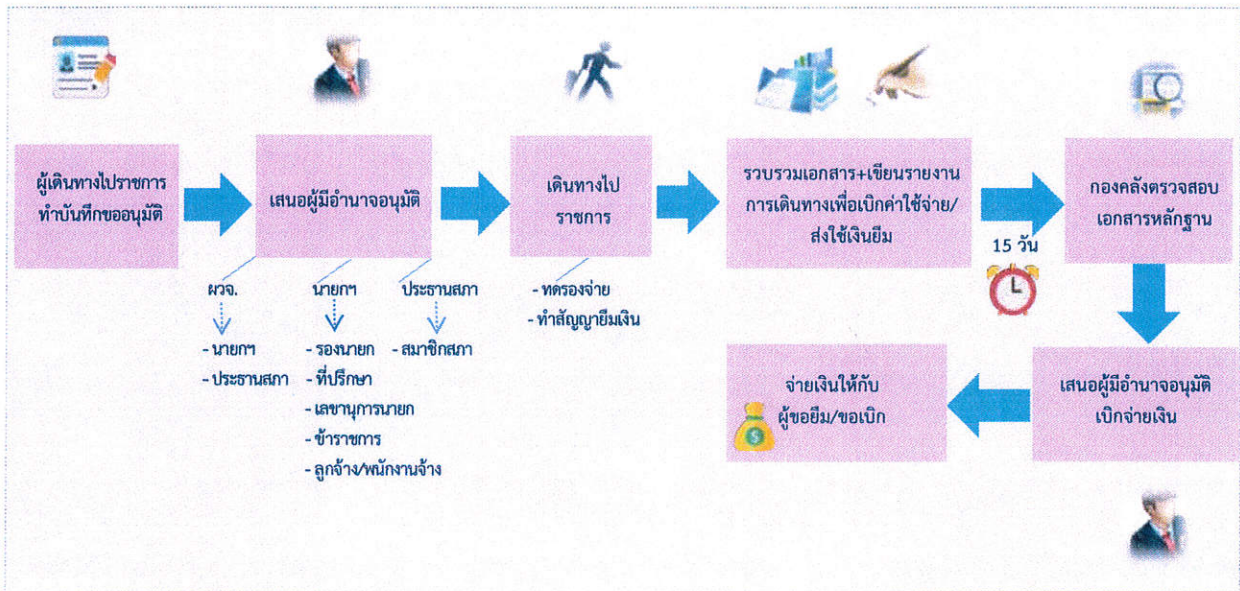 ผู้เดินทางไปราชการ
ทำบันทึกขออนุมัติ
เสนอผู้มีอำนาจอนุมัติ
ผวจ.
- นายกฯ
- ประธานสภา
นายกฯ
- รองนายก
- ที่ปรึกษา
- เลขานุการนายก
- ข้าราชการ
- ลูกจ้าง/พนักงานจ้าง
ประธานสภา
- สมาชิกสภา
เดินทางไป
ราชการ
- ทดรองจ่าย
- ทำสัญญายืมเงิน
รวบรวมเอกสาร+เขียนรายงาน
การเดินทางเพื่อเบิกค่าใช้จ่าย/
ส่งใช้เงินยืม
15 วัน
กองคลังตรวจสอบ
เอกสารหลักฐาน
เสนอผู้มีอำนาจอนุมัติ
เบิกจ่ายเงิน
จ่ายเงินให้กับ
ผู้ขอยืม/ขอเบิก